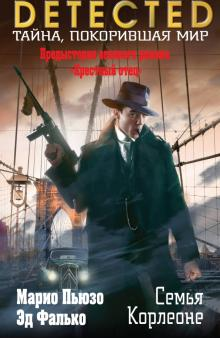 DETECTED
ТАЙНА, ПОКОРИВШАЯ МИР
Предыстория великого романа
«Крестный отец»
Марио Пьюзо
Эд Фалько
Семья
Корлеоне